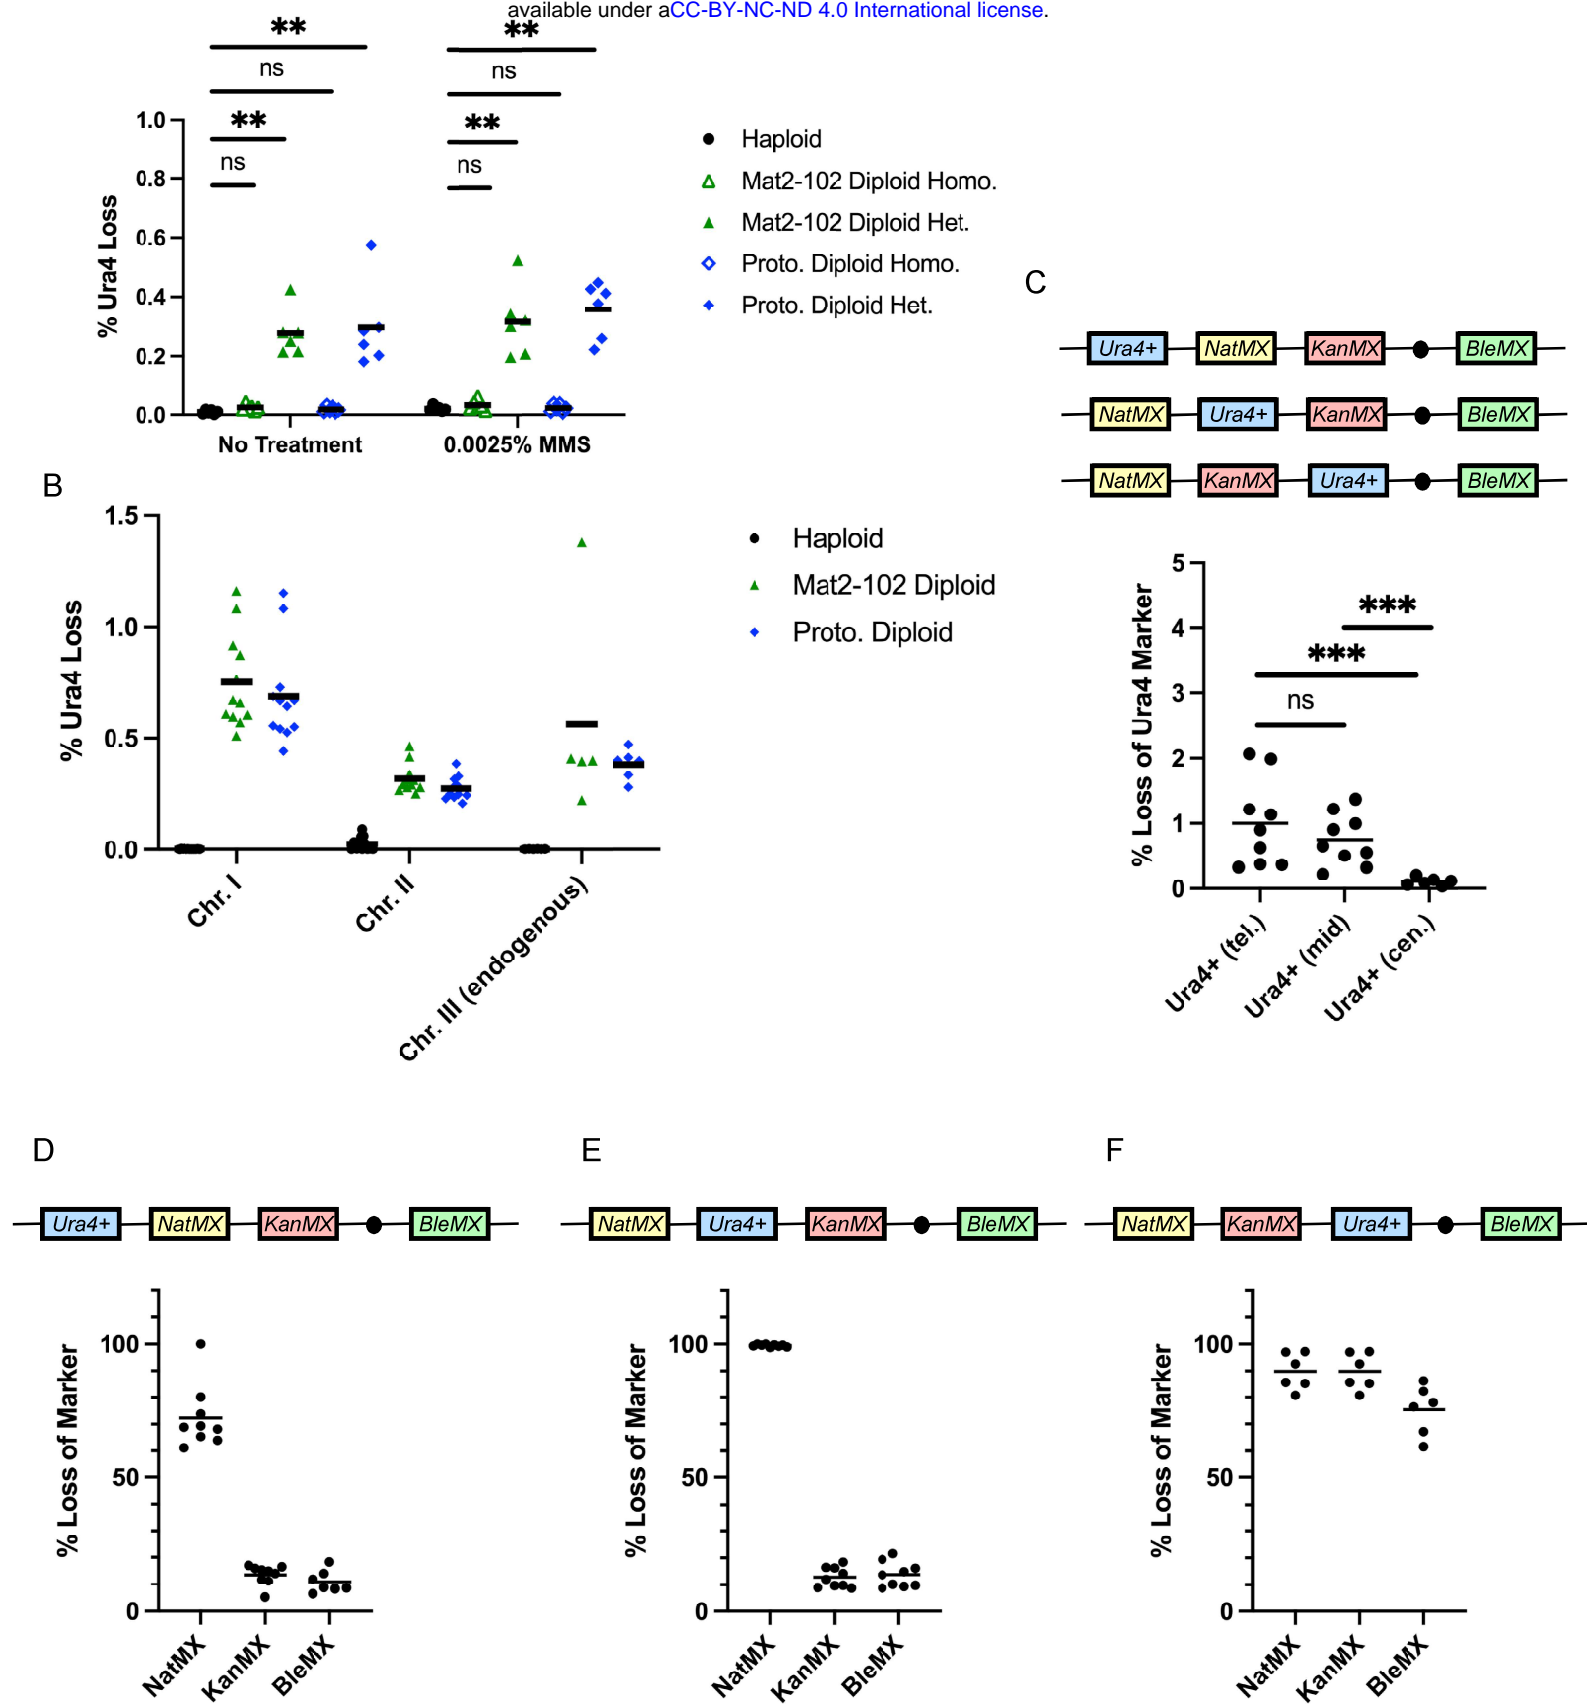 available under aCC-BY-NC-ND 4.0 International license.
** **
ns ns
** **
ns ns
1.0
0.8
0.6
0.4
0.2
0.0
% Ura4 Loss
No Treatment 0.0025% MMS
Haploid
Mat2-102 Diploid Homo.
Mat2-102 Diploid Het.
Proto. Diploid Homo.
Proto. Diploid Het.
B
1.5
1.0
0.5
0.0
% Ura4 Loss
Chr. I
Chr. II
Chr. III (endogenous)
Haploid
Mat2-102 Diploid
Proto. Diploid
C
Ura4+ NatMX KanMX BleMX
NatMX Ura4+ KanMX BleMX
NatMX KanMX Ura4+ BleMX
5
4
3
2
1
0
% Loss of Ura4 Marker
***
***
ns
Ura4+ (tel.)
Ura4+ (mid)
Ura4+ (cen.)
D
Ura4+ NatMX KanMX BleMX
100
50
0
% Loss of Marker
NatMX
KanMX
BleMX
E
NatMX Ura4+ KanMX BleMX
100
50
0
% Loss of Marker
NatMX
KanMX
BleMX
F
NatMX KanMX Ura4+ BleMX
100
50
0
% Loss of Marker
NatMX
KanMX
BleMX